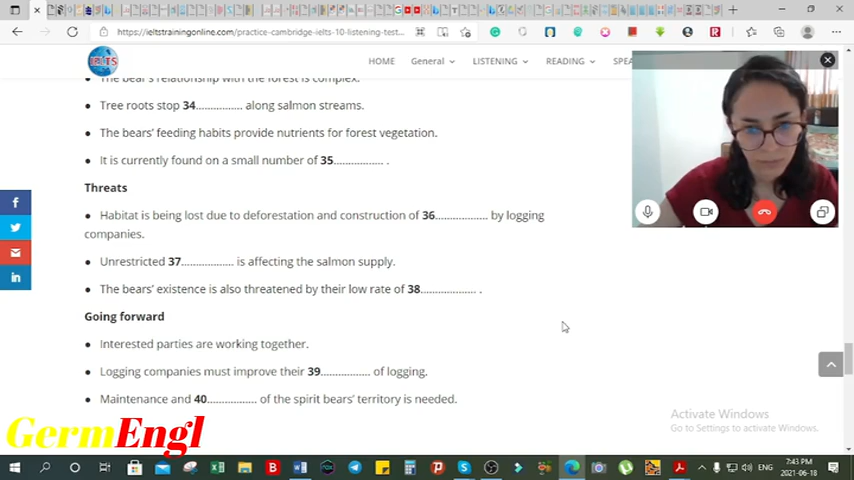 https://ieltstrainingonline.com/practice-cambridge-ielts-10-listening-test...
IELTS
HOME General LISTENING READING SPEA
The bear's relationship with the forest is complex.
Tree roots stop 34............... along salmon streams.
The bears' feeding habits provide nutrients for forest vegetation.
It is currently found on a small number of 35................ .
Threats
Habitat is being lost due to deforestation and construction of 36................ by logging
companies.
Unrestricted 37................ is affecting the salmon supply.
The bears' existence is also threatened by their low rate of 38................. .
Going forward
Interested parties are working together.
Logging companies must improve their 39................ of logging.
Maintenance and 40................ of the spirit bears' territory is needed.
Activate Windows
Go to Settings to activate Windows.
GermEngl
ENG
7:43 PM
2021-06-18